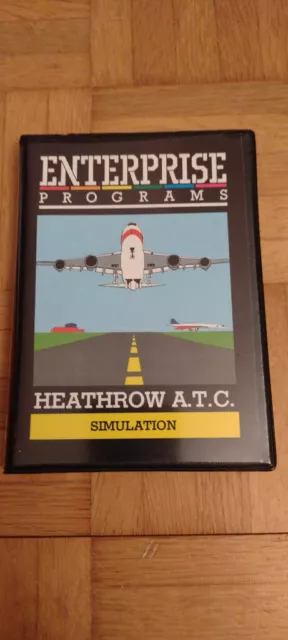 ENTERPRISE
PROGRAMS
HEATHROW A.T.C.
SIMULATION